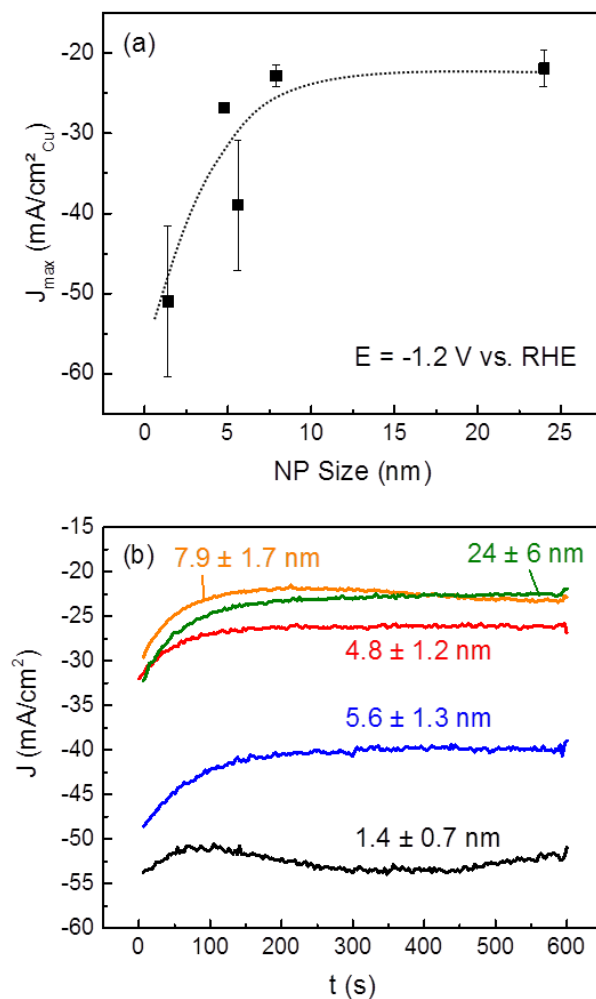 (a)
-20
-30
-40
-50
-60
J_max (mA/cm²_Cu)
E = -1.2 V vs. RHE
0 5 10 15 20 25
NP Size (nm)
(b)
-15
-20
-25
-30
-35
-40
-45
-50
-55
-60
J (mA/cm²)
7.9 ± 1.7 nm
24 ± 6 nm
4.8 ± 1.2 nm
5.6 ± 1.3 nm
1.4 ± 0.7 nm
0 100 200 300 400 500 600
t (s)